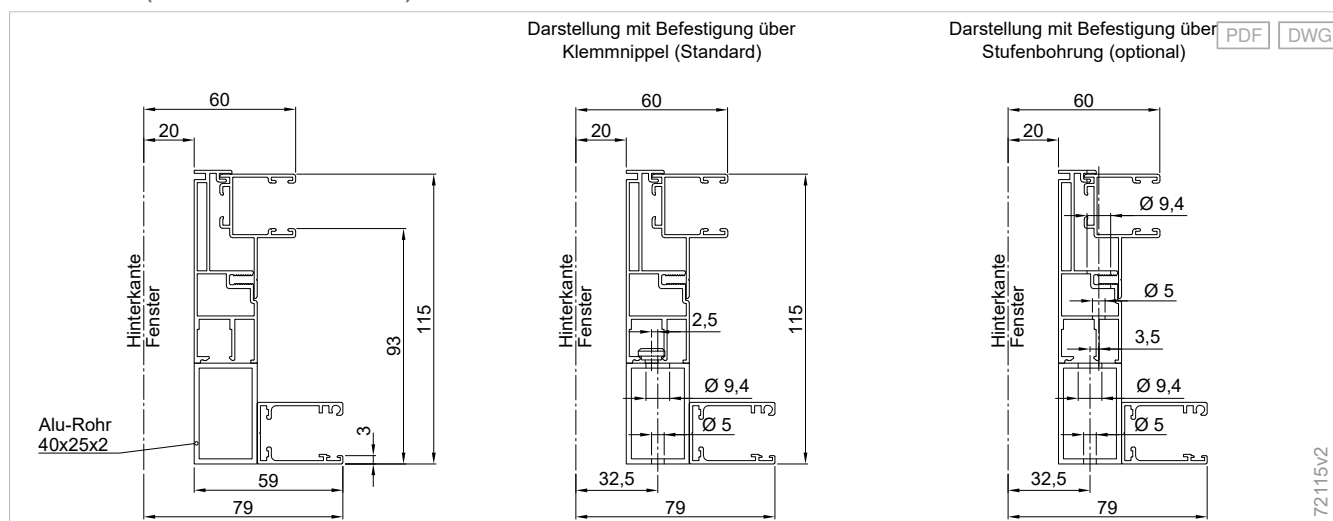 Darstellung mit Befestigung über
Klemmnippel (Standard)
Darstellung mit Befestigung über
Stufenbohrung (optional)
PDF
DWG
60
20
Hinterkante
Fenster
93
115
Alu-Rohr
40x25x2
3
59
79
60
20
Hinterkante
Fenster
2,5
115
Ø 9,4
Ø 5
32,5
79
60
20
Ø 9,4
Hinterkante
Fenster
Ø 5
3,5
Ø 9,4
Ø 5
32,5
79
72115v2